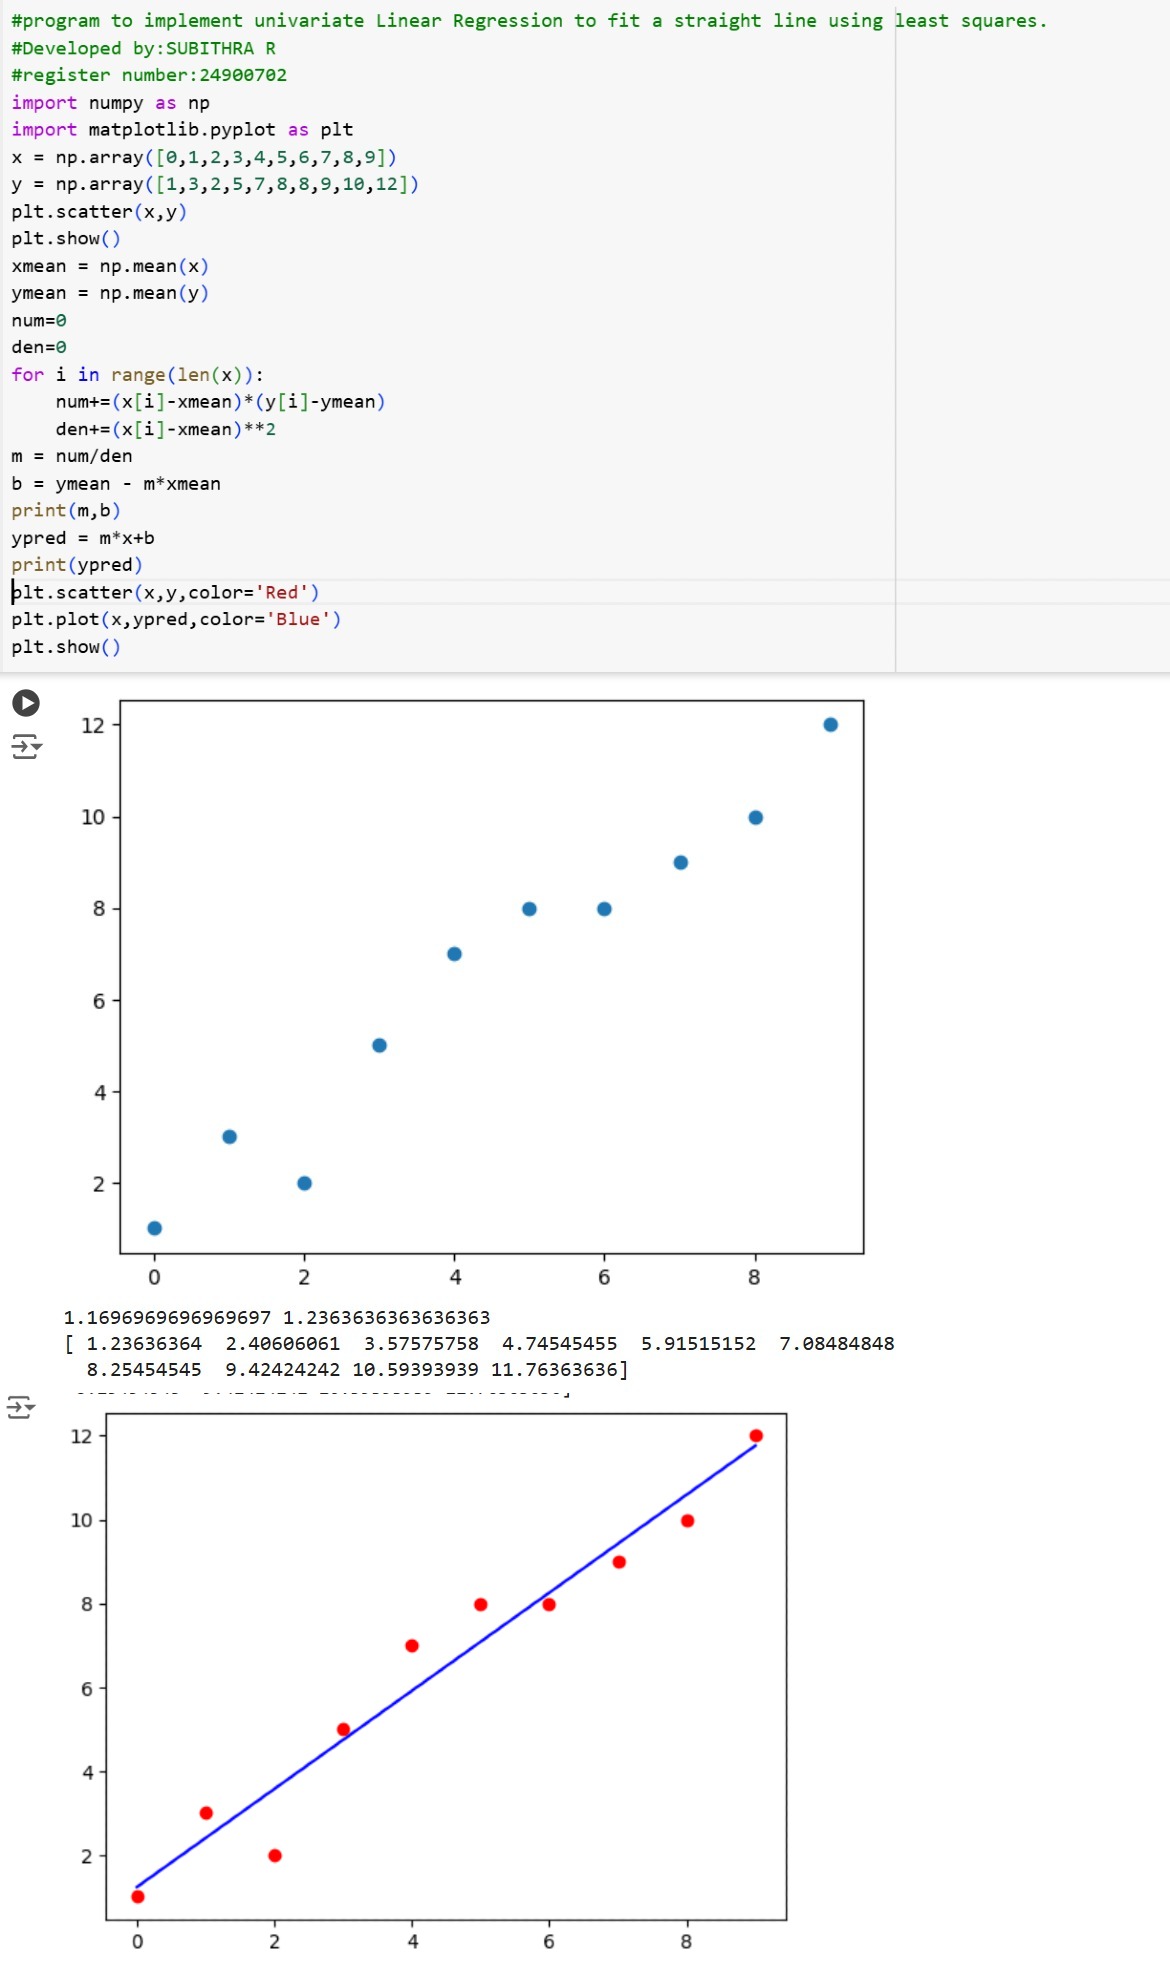 #program to implement univariate Linear Regression to fit a straight line using least squares.
#Developed by:SUBITHRA R
#register number:24900702
import numpy as np
import matplotlib.pyplot as plt
x = np.array([0,1,2,3,4,5,6,7,8,9])
y = np.array([1,3,2,5,7,8,8,9,10,12])
plt.scatter(x,y)
plt.show()
xmean = np.mean(x)
ymean = np.mean(y)
num=0
den=0
for i in range(len(x)):
    num+=(x[i]-xmean)*(y[i]-ymean)
    den+=(x[i]-xmean)**2
m = num/den
b = ymean - m*xmean
print(m,b)
ypred = m*x+b
print(ypred)
plt.scatter(x,y,color='Red')
plt.plot(x,ypred,color='Blue')
plt.show()
12
10
8
6
4
2
0 2 4 6 8
1.1696969696969697 1.2363636363636363
[ 1.23636364  2.40606061  3.57575758  4.74545455  5.91515152  7.08484848
  8.25454545  9.42424242 10.59393939 11.76363636]
12
10
8
6
4
2
0 2 4 6 8